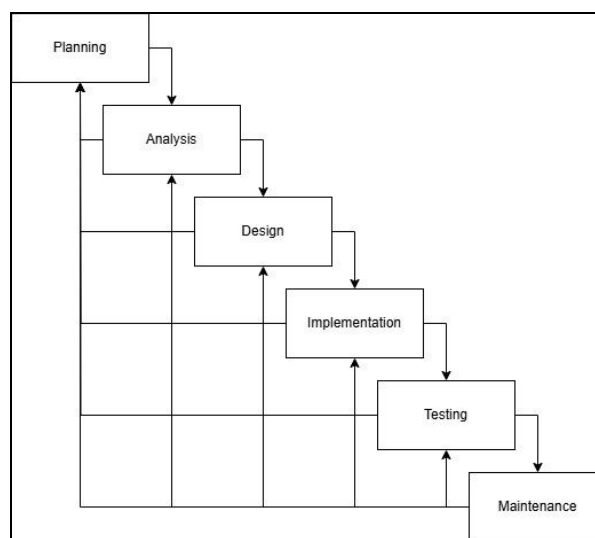 Planning
Analysis
Design
Implementation
Testing
Maintenance